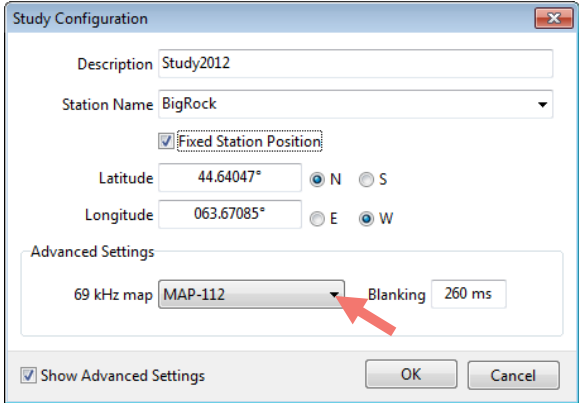 Study Configuration
Description Study2012
Station Name BigRock
Fixed Station Position
Latitude 44.64047° N S
Longitude 063.67085° E W
Advanced Settings
69 kHz map MAP-112 Blanking 260 ms
Show Advanced Settings OK Cancel